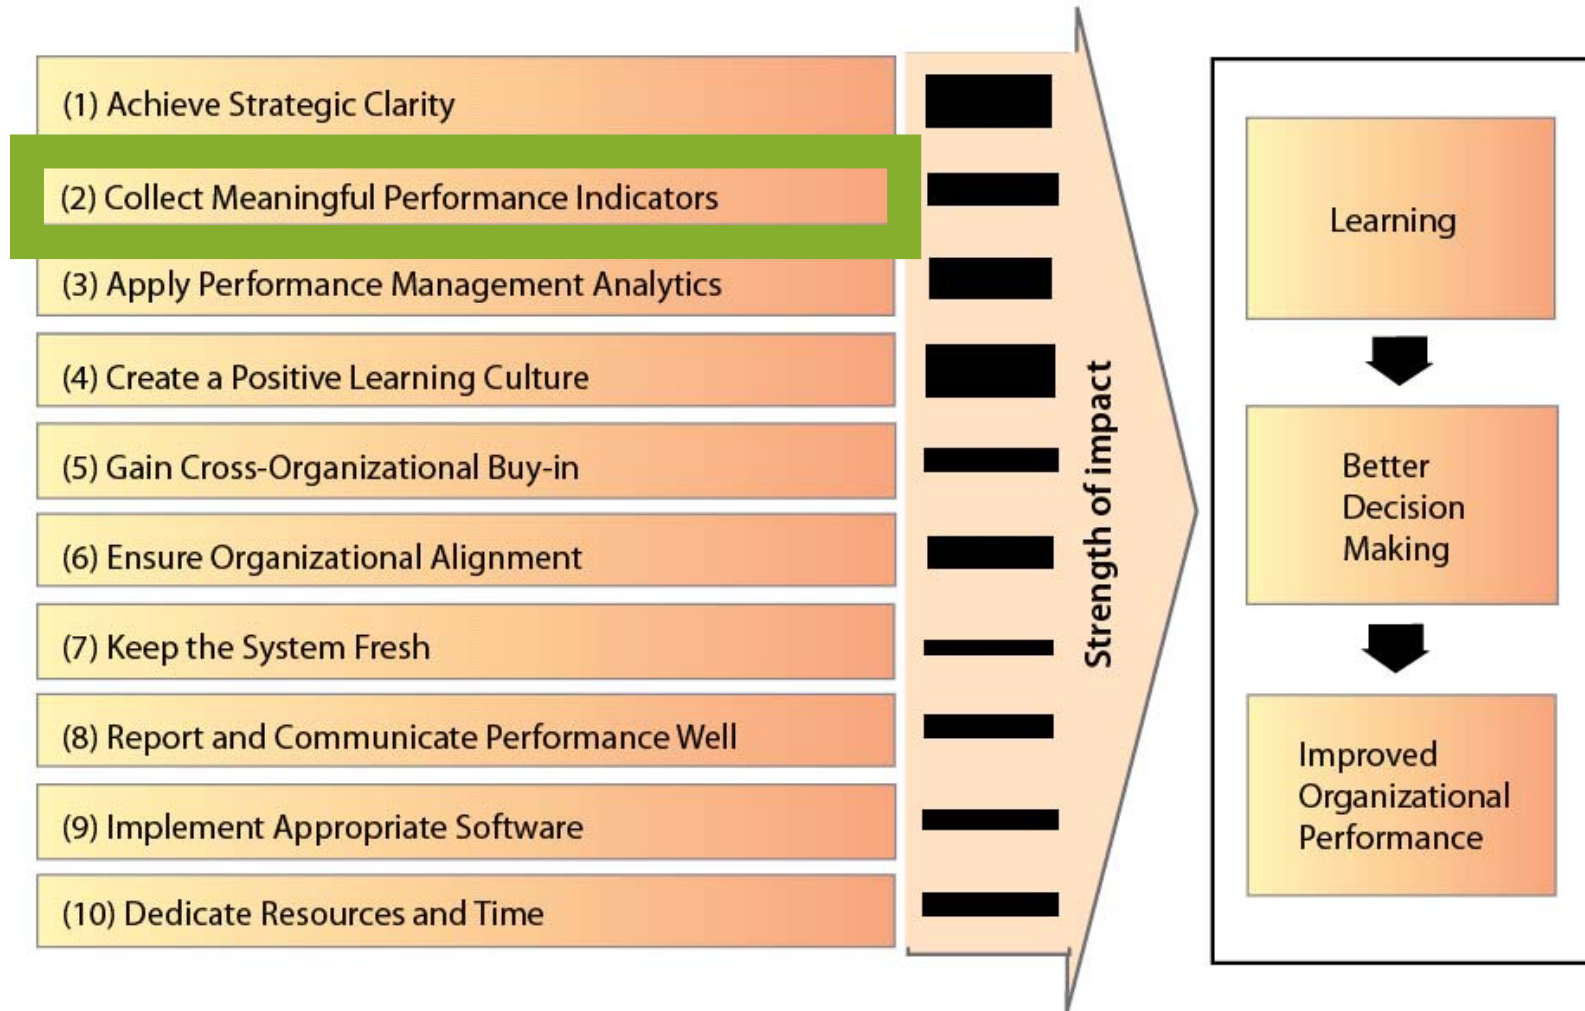 (1) Achieve Strategic Clarity
(2) Collect Meaningful Performance Indicators
(3) Apply Performance Management Analytics
(4) Create a Positive Learning Culture
(5) Gain Cross-Organizational Buy-in
(6) Ensure Organizational Alignment
(7) Keep the System Fresh
(8) Report and Communicate Performance Well
(9) Implement Appropriate Software
(10) Dedicate Resources and Time
Strength of impact
Learning
Better
Decision
Making
Improved
Organizational
Performance